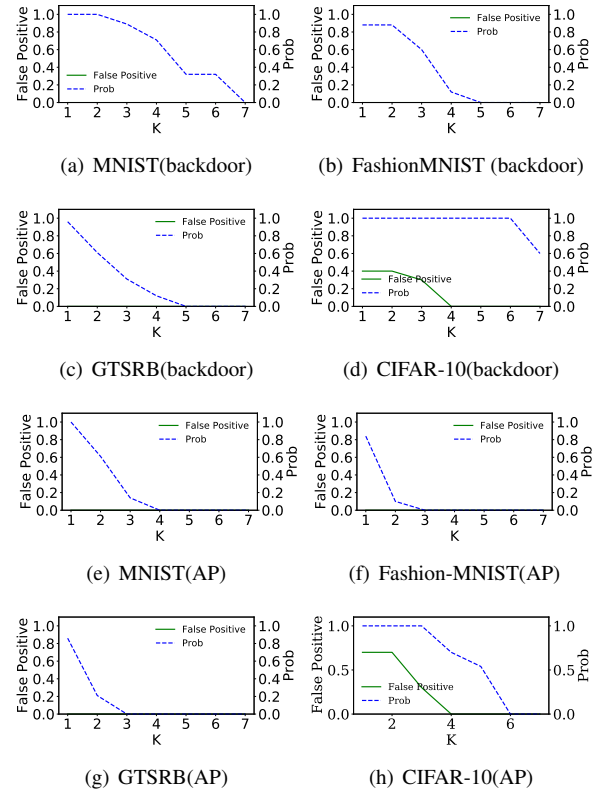 False Positive
1.0
0.8
0.6
0.4
0.2
0.0
False Positive
Prob
1 2 3 4 5 6 7
K
1.0
0.8
0.6
0.4
0.2
0.0
Prob
(a) MNIST(backdoor)
False Positive
1.0
0.8
0.6
0.4
0.2
0.0
False Positive
Prob
1 2 3 4 5 6 7
K
1.0
0.8
0.6
0.4
0.2
0.0
Prob
(b) FashionMNIST (backdoor)
False Positive
1.0
0.8
0.6
0.4
0.2
0.0
False Positive
Prob
1 2 3 4 5 6 7
K
1.0
0.8
0.6
0.4
0.2
0.0
Prob
(c) GTSRB(backdoor)
False Positive
1.0
0.8
0.6
0.4
0.2
0.0
False Positive
Prob
1 2 3 4 5 6 7
K
1.0
0.8
0.6
0.4
0.2
0.0
Prob
(d) CIFAR-10(backdoor)
False Positive
1.0
0.8
0.6
0.4
0.2
0.0
False Positive
Prob
1 2 3 4 5 6 7
K
1.0
0.8
0.6
0.4
0.2
0.0
Prob
(e) MNIST(AP)
False Positive
1.0
0.8
0.6
0.4
0.2
0.0
False Positive
Prob
1 2 3 4 5 6 7
K
1.0
0.8
0.6
0.4
0.2
0.0
Prob
(f) Fashion-MNIST(AP)
False Positive
1.0
0.8
0.6
0.4
0.2
0.0
False Positive
Prob
1 2 3 4 5 6 7
K
1.0
0.8
0.6
0.4
0.2
0.0
Prob
(g) GTSRB(AP)
False Positive
1.0
0.5
0.0
False Positive
Prob
2 4 6
K
1.0
0.5
0.0
Prob
(h) CIFAR-10(AP)